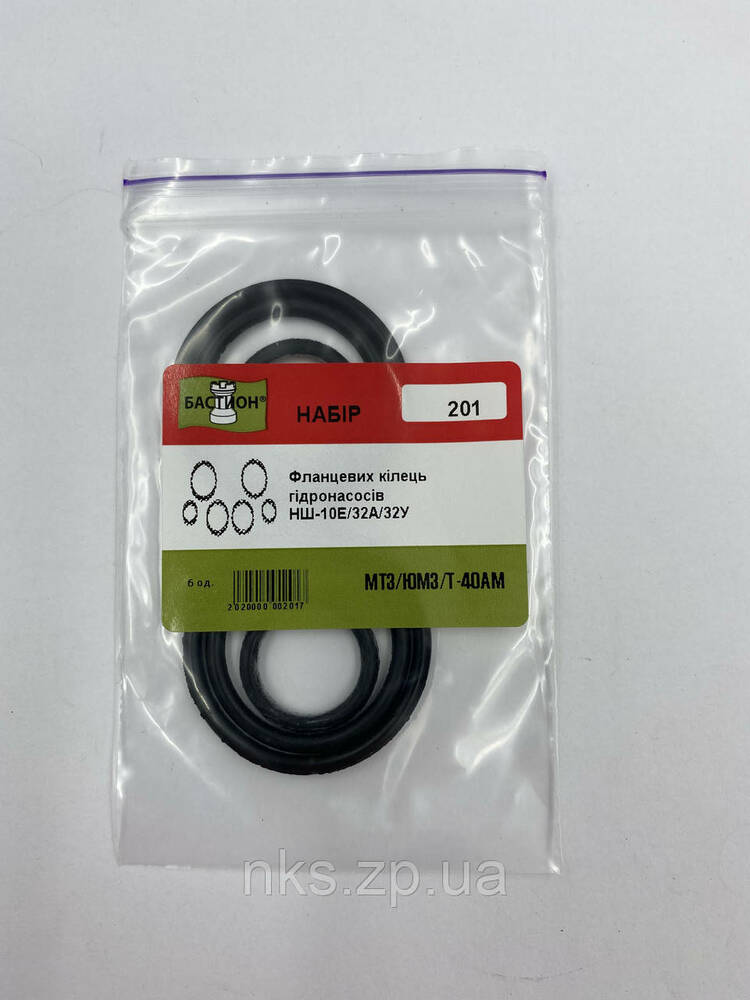 БАСТИОН®
НАБІР
201
Фланцевих кілець
гідронасосів
НШ-10Е/32А/32У
6 од.
2020000 002017
МТЗ/ЮМЗ/Т-40АМ
nks.zp.ua